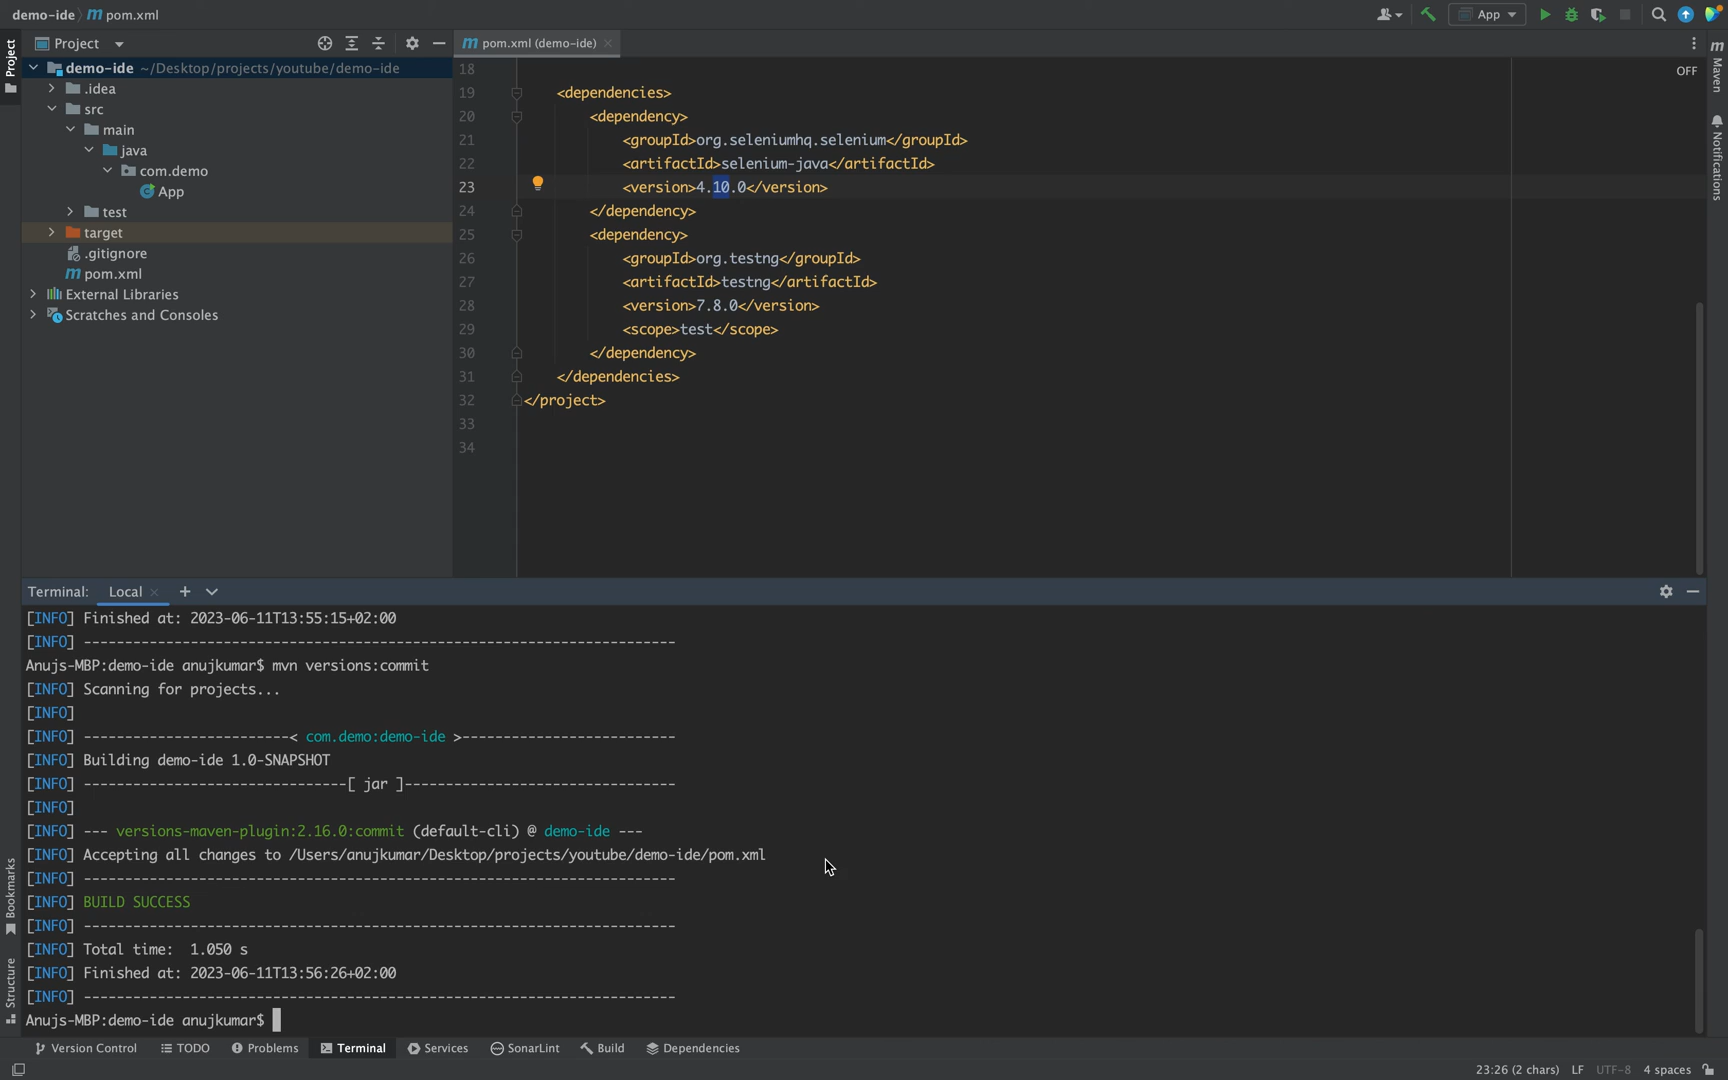 demo-ide pom.xml
App
Project
pom.xml (demo-ide)
Project
Maven
Notifications
OFF
demo-ide ~/Desktop/projects/youtube/demo-ide
.idea
src
main
java
com.demo
App
test
target
.gitignore
pom.xml
External Libraries
Scratches and Consoles
18
19 <dependencies>
20 <dependency>
21 <groupId>org.seleniumhq.selenium</groupId>
22 <artifactId>selenium-java</artifactId>
23 <version>4.10.0</version>
24 </dependency>
25 <dependency>
26 <groupId>org.testng</groupId>
27 <artifactId>testng</artifactId>
28 <version>7.8.0</version>
29 <scope>test</scope>
30 </dependency>
31 </dependencies>
32 </project>
33
34
Terminal: Local
[INFO] Finished at: 2023-06-11T13:55:15+02:00
[INFO] ------------------------------------------------------------------------
Anujs-MBP:demo-ide anujkumar$ mvn versions:commit
[INFO] Scanning for projects...
[INFO]
[INFO] -------------------------< com.demo:demo-ide >--------------------------
[INFO] Building demo-ide 1.0-SNAPSHOT
[INFO] --------------------------------[ jar ]---------------------------------
[INFO]
[INFO] --- versions-maven-plugin:2.16.0:commit (default-cli) @ demo-ide ---
[INFO] Accepting all changes to /Users/anujkumar/Desktop/projects/youtube/demo-ide/pom.xml
[INFO] ------------------------------------------------------------------------
[INFO] BUILD SUCCESS
[INFO] ------------------------------------------------------------------------
[INFO] Total time:  1.050 s
[INFO] Finished at: 2023-06-11T13:56:26+02:00
[INFO] ------------------------------------------------------------------------
Anujs-MBP:demo-ide anujkumar$
Bookmarks
Structure
Version Control TODO Problems Terminal Services SonarLint Build Dependencies
23:26 (2 chars) LF UTF-8 4 spaces